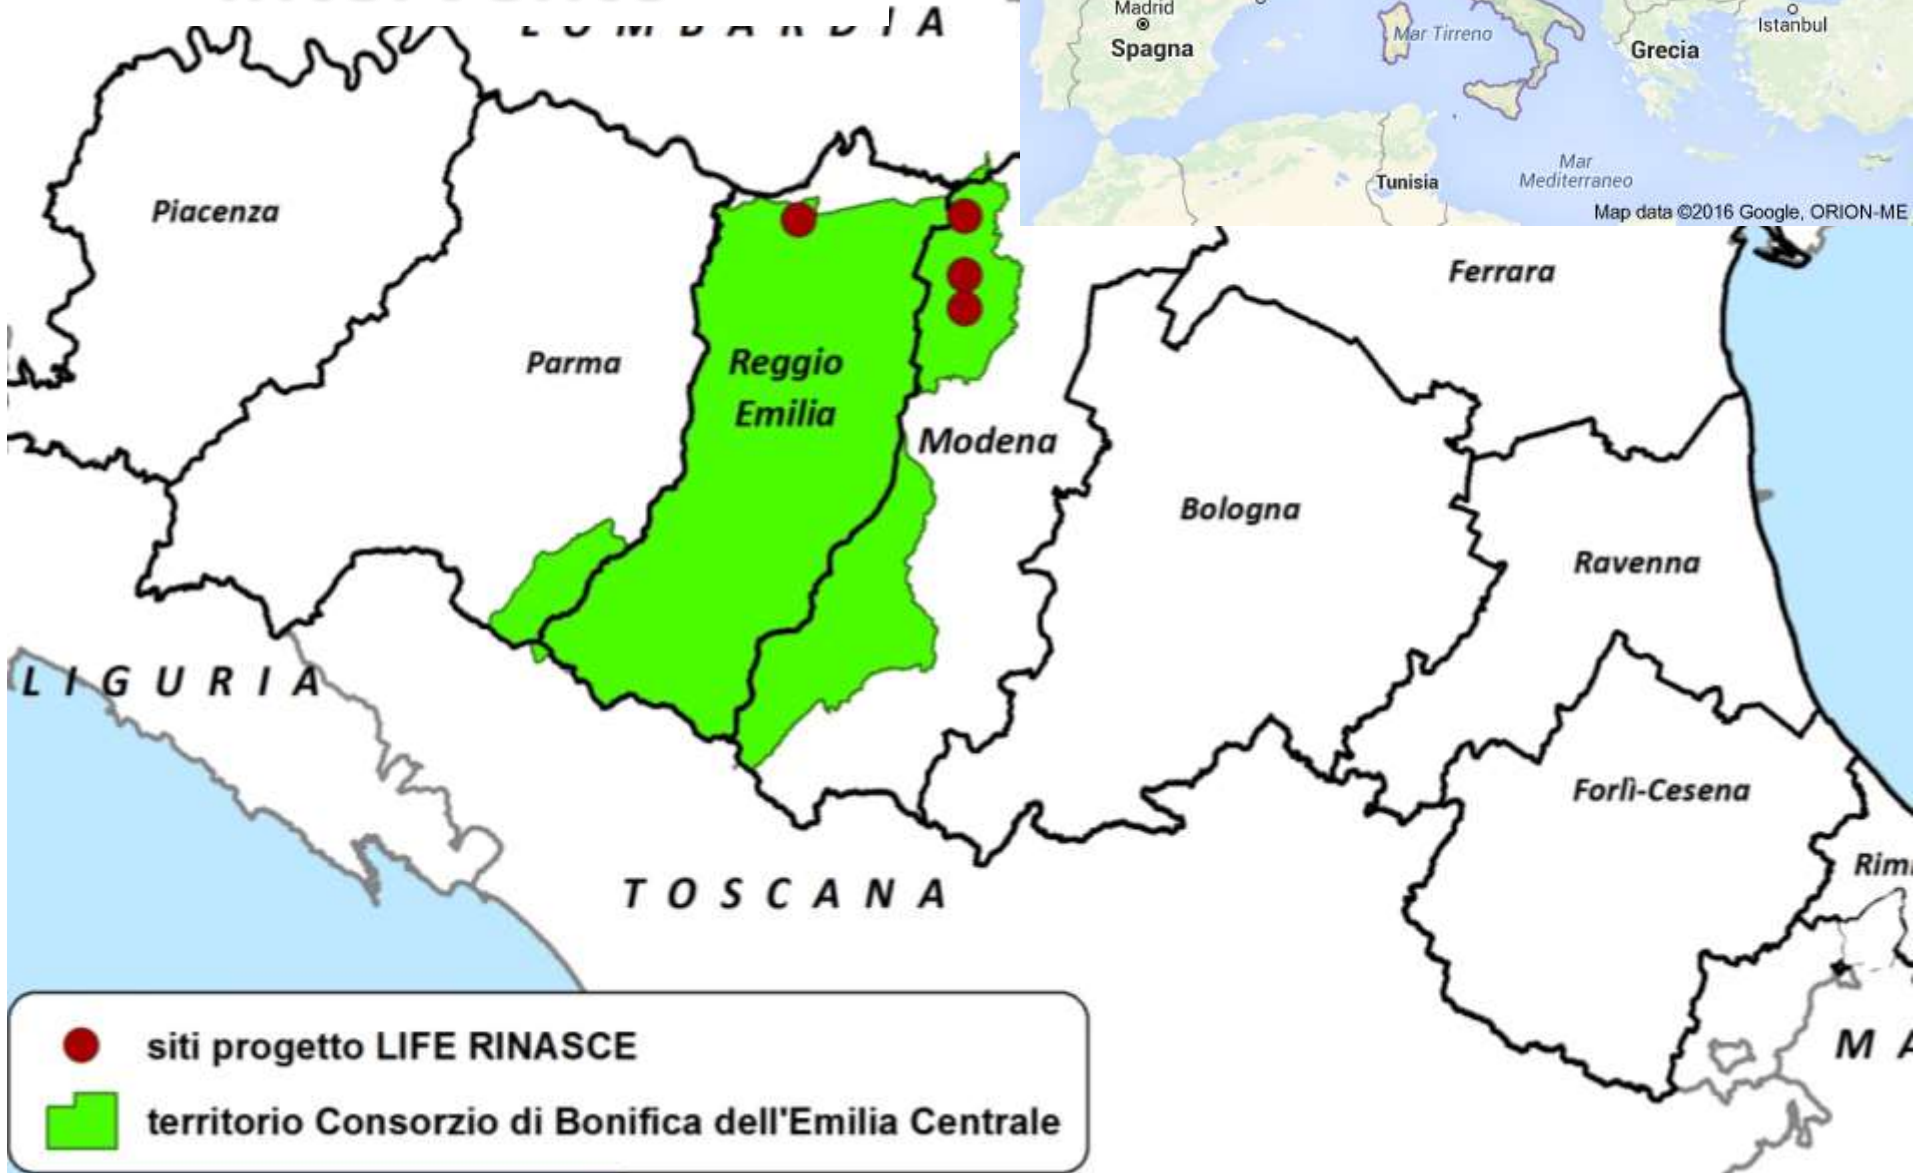 LOMBARDIA
Madrid
Spagna
Mar Tirreno
Grecia
Istanbul
Tunisia
Mar
Mediterraneo
Map data ©2016 Google, ORION-ME
Piacenza
Parma
Reggio
Emilia
Modena
Ferrara
Bologna
Ravenna
Forlì-Cesena
Rimi
LIGURIA
TOSCANA
MA
siti progetto LIFE RINASCE
territorio Consorzio di Bonifica dell'Emilia Centrale